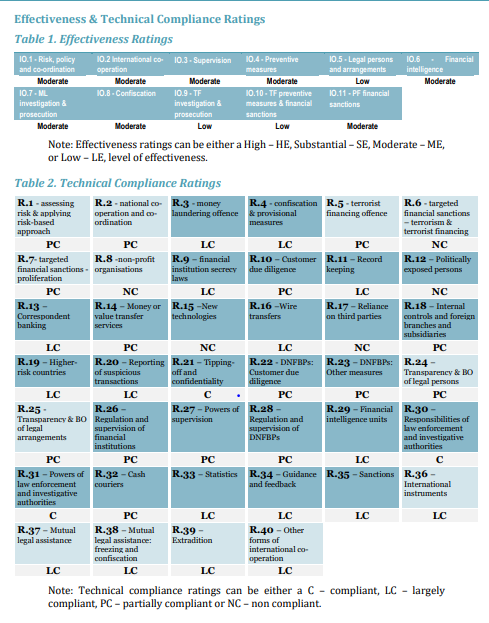 Effectiveness & Technical Compliance Ratings
Table 1. Effectiveness Ratings
IO.1 - Risk, policy and co-ordination
IO.2 International co-operation
IO.3 - Supervision
IO.4 - Preventive measures
IO.5 - Legal persons and arrangements
IO.6 - Financial intelligence
Moderate Moderate Moderate Moderate Low Moderate
IO.7 - ML investigation & prosecution
IO.8 - Confiscation
IO.9 - TF investigation & prosecution
IO.10 - TF preventive measures & financial sanctions
IO.11 - PF financial sanctions
Moderate Moderate Low Low Moderate
Note: Effectiveness ratings can be either a High – HE, Substantial – SE, Moderate – ME,
or Low – LE, level of effectiveness.
Table 2. Technical Compliance Ratings
R.1 - assessing risk & applying risk-based approach
R.2 - national co-operation and co-ordination
R.3 - money laundering offence
R.4 - confiscation & provisional measures
R.5 - terrorist financing offence
R.6 - targeted financial sanctions – terrorism & terrorist financing
PC PC LC LC PC NC
R.7- targeted financial sanctions - proliferation
R.8 -non-profit organisations
R.9 – financial institution secrecy laws
R.10 – Customer due diligence
R.11 – Record keeping
R.12 – Politically exposed persons
PC NC LC PC LC NC
R.13 – Correspondent banking
R.14 – Money or value transfer services
R.15 –New technologies
R.16 –Wire transfers
R.17 – Reliance on third parties
R.18 – Internal controls and foreign branches and subsidiaries
LC PC NC LC NC PC
R.19 – Higher-risk countries
R.20 – Reporting of suspicious transactions
R.21 – Tipping-off and confidentiality
R.22 - DNFBPs: Customer due diligence
R.23 – DNFBPs: Other measures
R.24 – Transparency & BO of legal persons
LC LC C PC PC PC
R.25 - Transparency & BO of legal arrangements
R.26 – Regulation and supervision of financial institutions
R.27 – Powers of supervision
R.28 – Regulation and supervision of DNFBPs
R.29 – Financial intelligence units
R.30 – Responsibilities of law enforcement and investigative authorities
PC PC PC PC LC C
R.31 – Powers of law enforcement and investigative authorities
R.32 – Cash couriers
R.33 – Statistics
R.34 – Guidance and feedback
R.35 – Sanctions
R.36 – International instruments
C PC LC LC LC LC
R.37 – Mutual legal assistance
R.38 – Mutual legal assistance: freezing and confiscation
R.39 – Extradition
R.40 – Other forms of international co-operation
LC LC LC LC
Note: Technical compliance ratings can be either a C – compliant, LC – largely
compliant, PC – partially compliant or NC – non compliant.